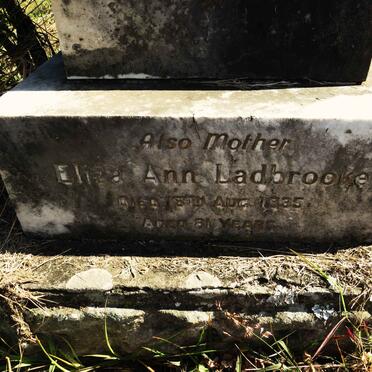 Also Mother
Eliza Ann Ladbrooke
Died 18TH Aug. 1935
Aged 81 Years